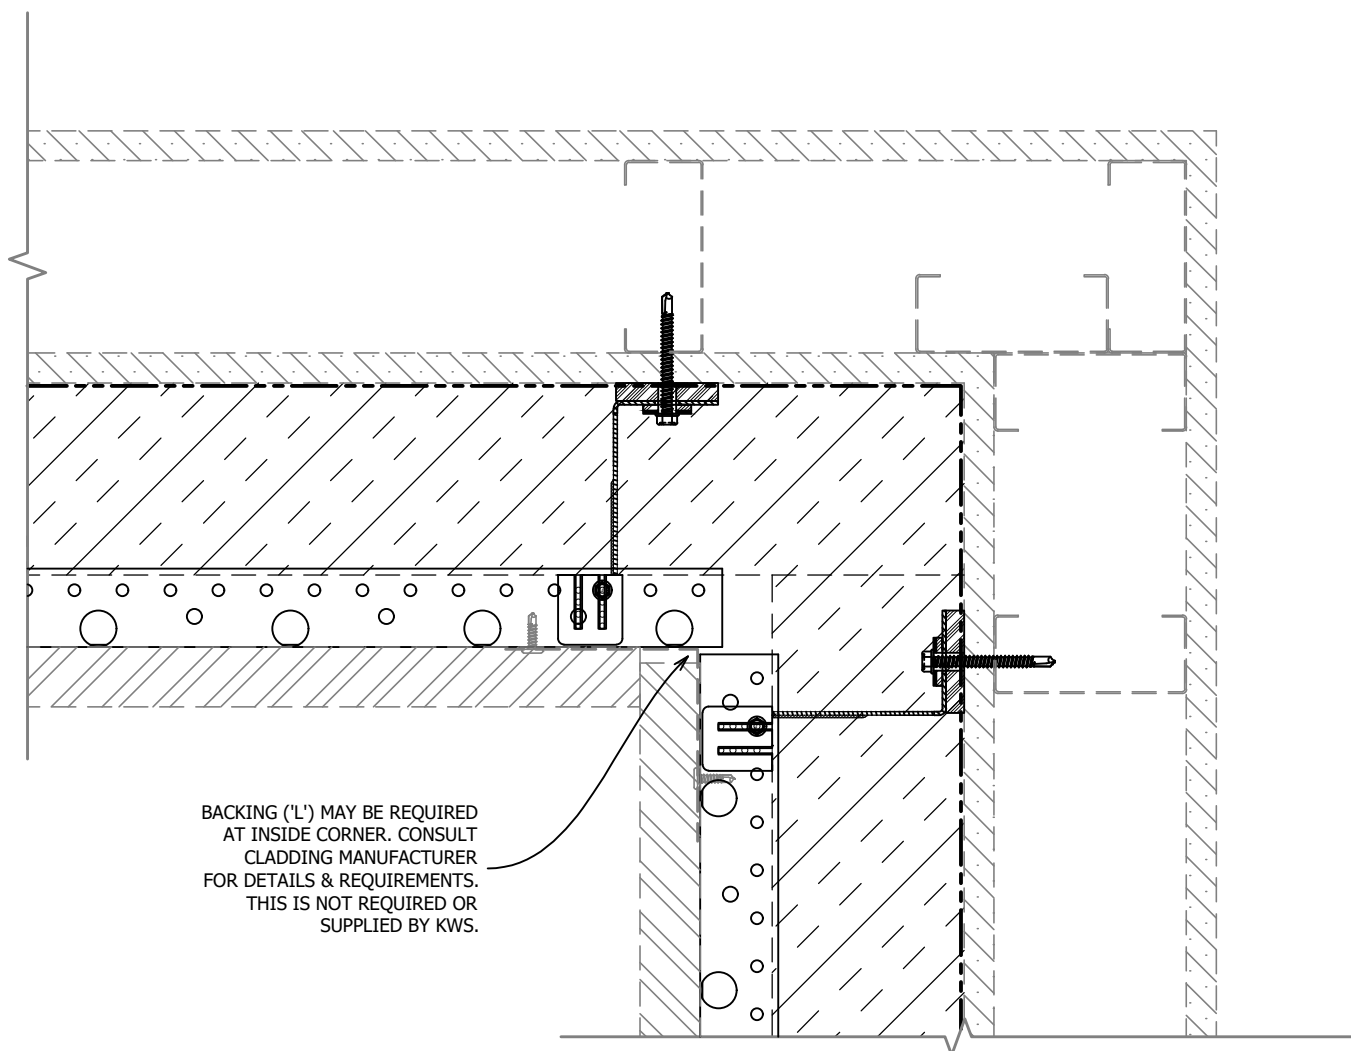 BACKING ('L') MAY BE REQUIRED
AT INSIDE CORNER. CONSULT
CLADDING MANUFACTURER
FOR DETAILS & REQUIREMENTS.
THIS IS NOT REQUIRED OR
SUPPLIED BY KWS.